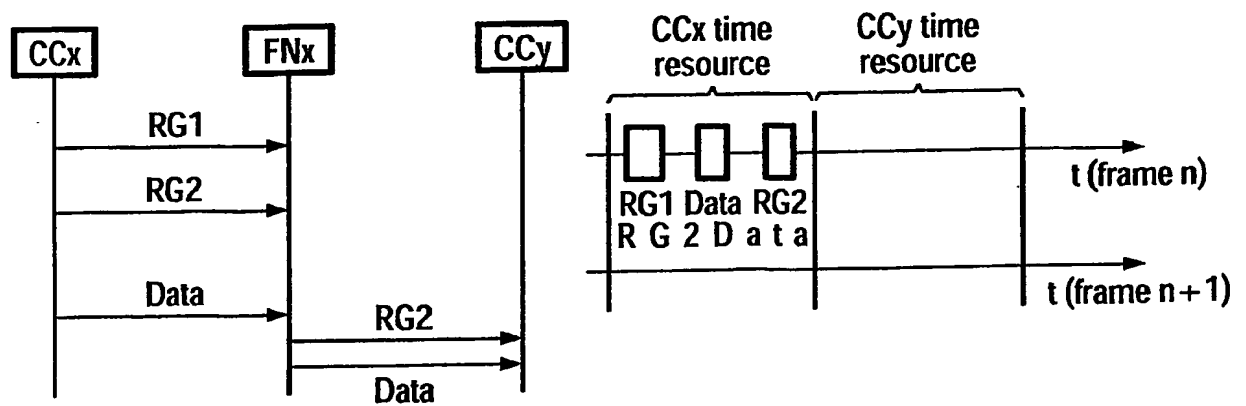 CCx
FNx
CCy
RG1
RG2
Data
RG2
Data
CCx time
resource
CCy time
resource
t (frame n)
RG1 Data RG2
R G 2 D a t a
t (frame n+1)